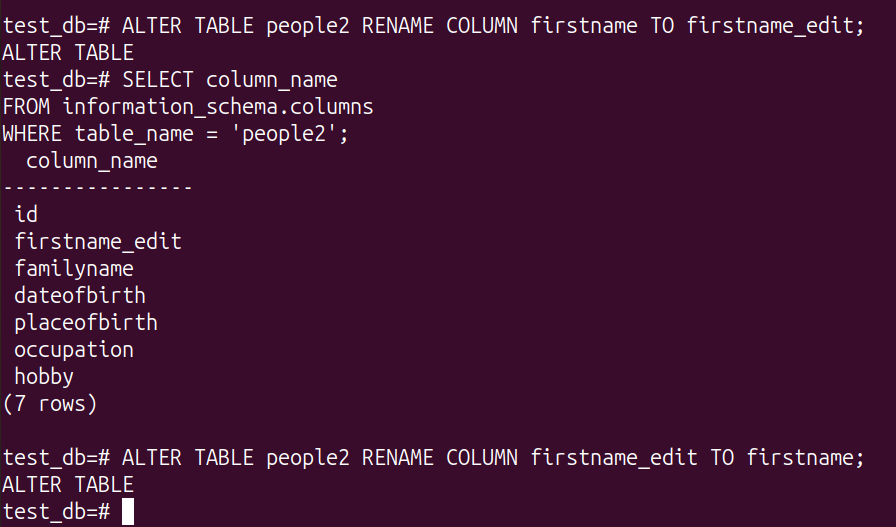 test_db=# ALTER TABLE people2 RENAME COLUMN firstname TO firstname_edit;
ALTER TABLE
test_db=# SELECT column_name
FROM information_schema.columns
WHERE table_name = 'people2';
  column_name
----------------
 id
 firstname_edit
 familyname
 dateofbirth
 placeofbirth
 occupation
 hobby
(7 rows)

test_db=# ALTER TABLE people2 RENAME COLUMN firstname_edit TO firstname;
ALTER TABLE
test_db=#